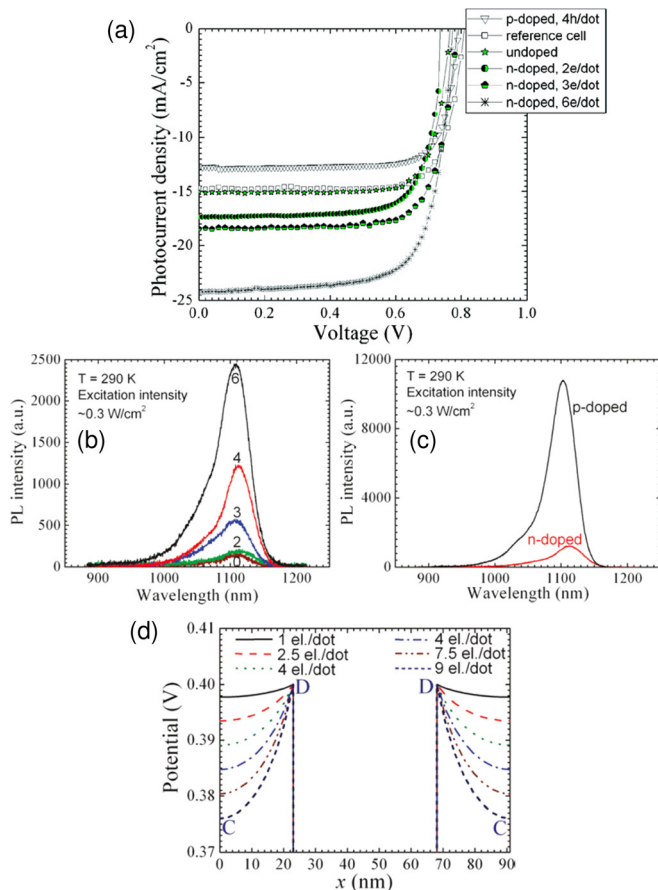 (a)
p-doped, 4h/dot
reference cell
undoped
n-doped, 2e/dot
n-doped, 3e/dot
n-doped, 6e/dot
Photocurrent density (mA/cm²)
0
-5
-10
-15
-20
-25
0.0 0.2 0.4 0.6 0.8 1.0
Voltage (V)
(b)
T = 290 K
Excitation intensity
~0.3 W/cm²
6
4
3
2
0
PL intensity (a.u.)
2500
2000
1500
1000
500
0
900 1000 1100 1200
Wavelength (nm)
(c)
T = 290 K
Excitation intensity
~0.3 W/cm²
p-doped
n-doped
PL intensity (a.u.)
12000
8000
4000
0
900 1000 1100 1200
Wavelength (nm)
(d)
1 el./dot
2.5 el./dot
4 el./dot
4 el./dot
7.5 el./dot
9 el./dot
D
D
C
C
Potential (V)
0.41
0.40
0.39
0.38
0.37
0 10 20 30 40 50 60 70 80 90
x (nm)